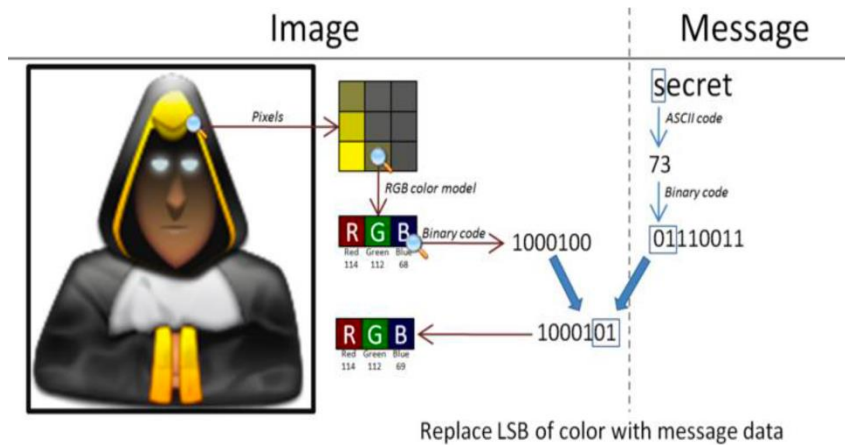 Image
Message
secret
ASCII code
Pixels
73
RGB color model
Binary code
R G B
Binary code
1000100
01110011
Red Green Blue
114 112 68
R G B
1000101
Red Green Blue
114 112 69
Replace LSB of color with message data